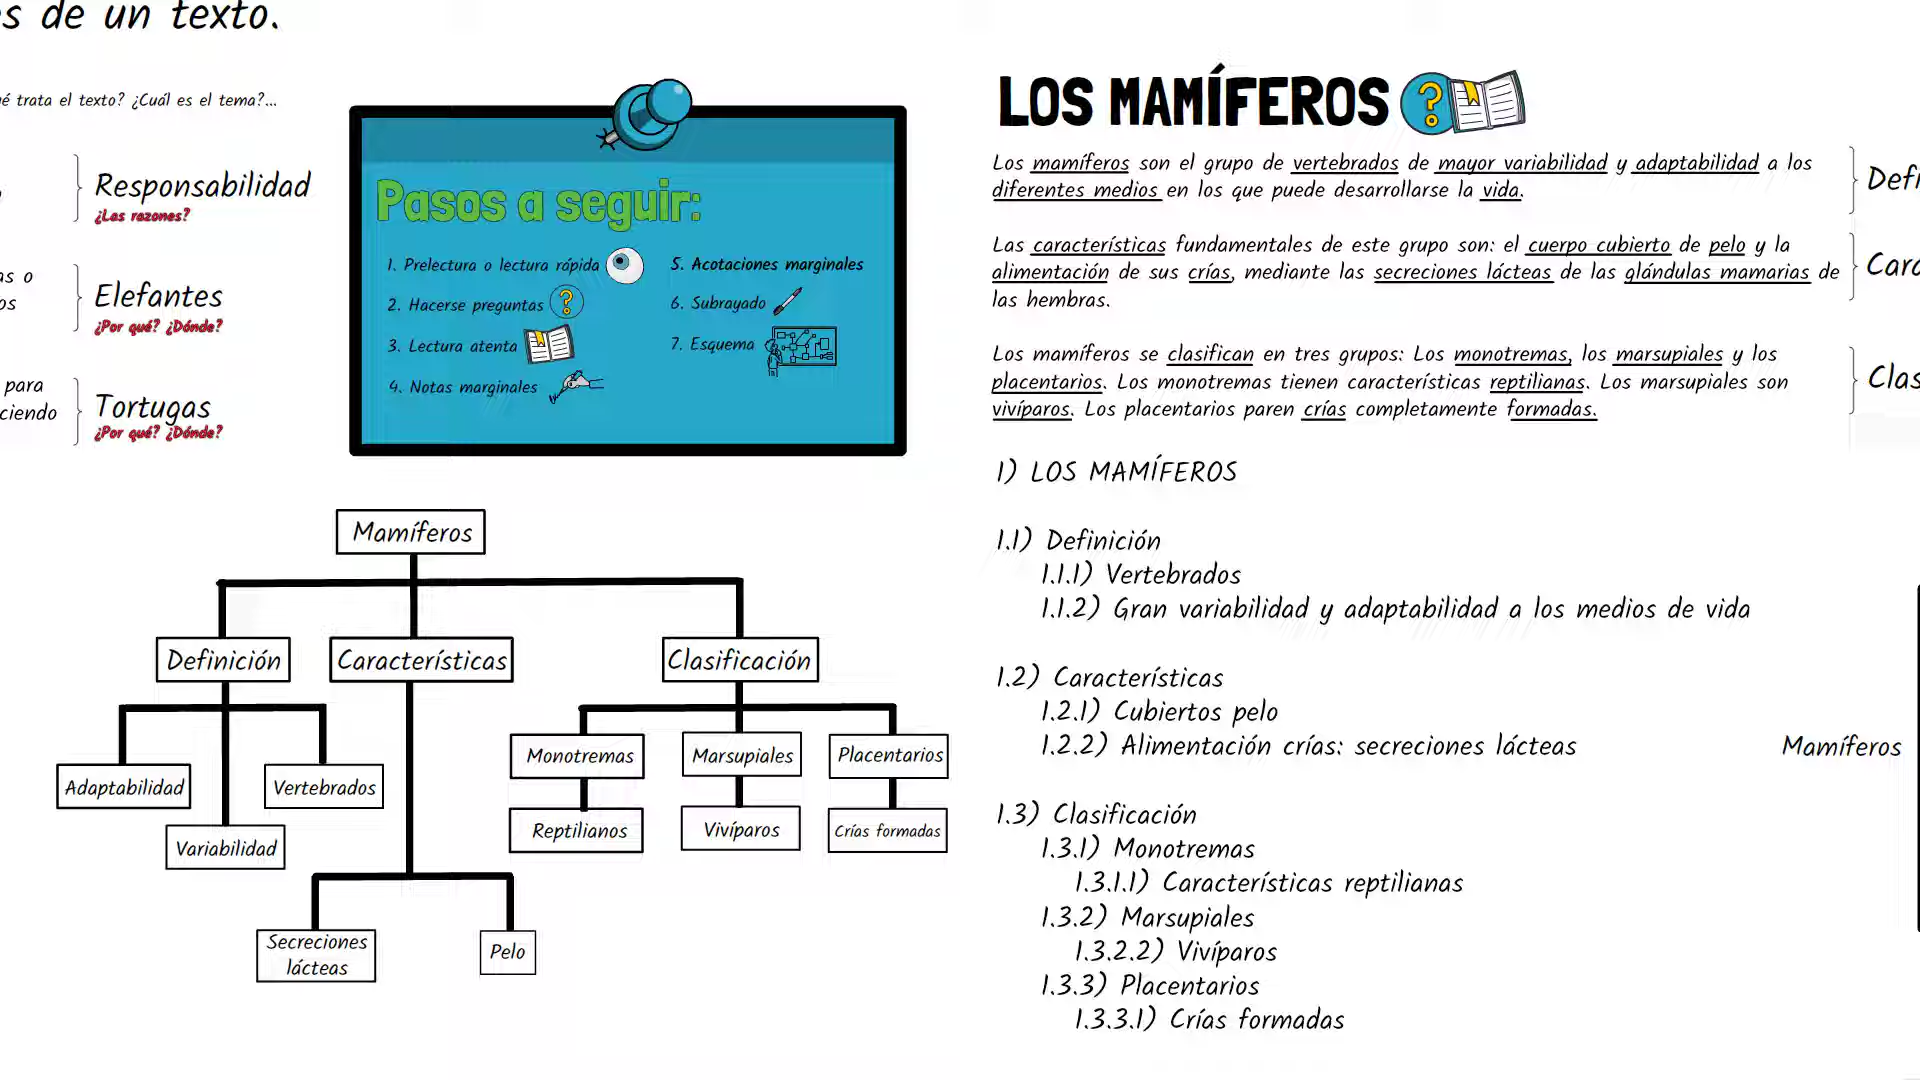 s de un texto.
é trata el texto? ¿Cuál es el tema?...
Responsabilidad
¿Las razones?
as o
os
Elefantes
¿Por qué? ¿Dónde?
para
ciendo
Tortugas
¿Por qué? ¿Dónde?
Pasos a seguir:
1. Prelectura o lectura rápida
2. Hacerse preguntas
3. Lectura atenta
4. Notas marginales
5. Acotaciones marginales
6. Subrayado
7. Esquema
Mamíferos
Definición Características Clasificación
Monotremas Marsupiales Placentarios
Adaptabilidad Vertebrados
Reptilianos Vivíparos Crías formadas
Variabilidad
Secreciones
lácteas
Pelo
LOS MAMÍFEROS
Los mamíferos son el grupo de vertebrados de mayor variabilidad y adaptabilidad a los
diferentes medios en los que puede desarrollarse la vida.
Defi
Las características fundamentales de este grupo son: el cuerpo cubierto de pelo y la
alimentación de sus crías, mediante las secreciones lácteas de las glándulas mamarias de
las hembras.
Cara
Los mamíferos se clasifican en tres grupos: Los monotremas, los marsupiales y los
placentarios. Los monotremas tienen características reptilianas. Los marsupiales son
vivíparos. Los placentarios paren crías completamente formadas.
Clas
1) LOS MAMÍFEROS
1.1) Definición
1.1.1) Vertebrados
1.1.2) Gran variabilidad y adaptabilidad a los medios de vida
1.2) Características
1.2.1) Cubiertos pelo
1.2.2) Alimentación crías: secreciones lácteas
1.3) Clasificación
1.3.1) Monotremas
1.3.1.1) Características reptilianas
1.3.2) Marsupiales
1.3.2.2) Vivíparos
1.3.3) Placentarios
1.3.3.1) Crías formadas
Mamíferos